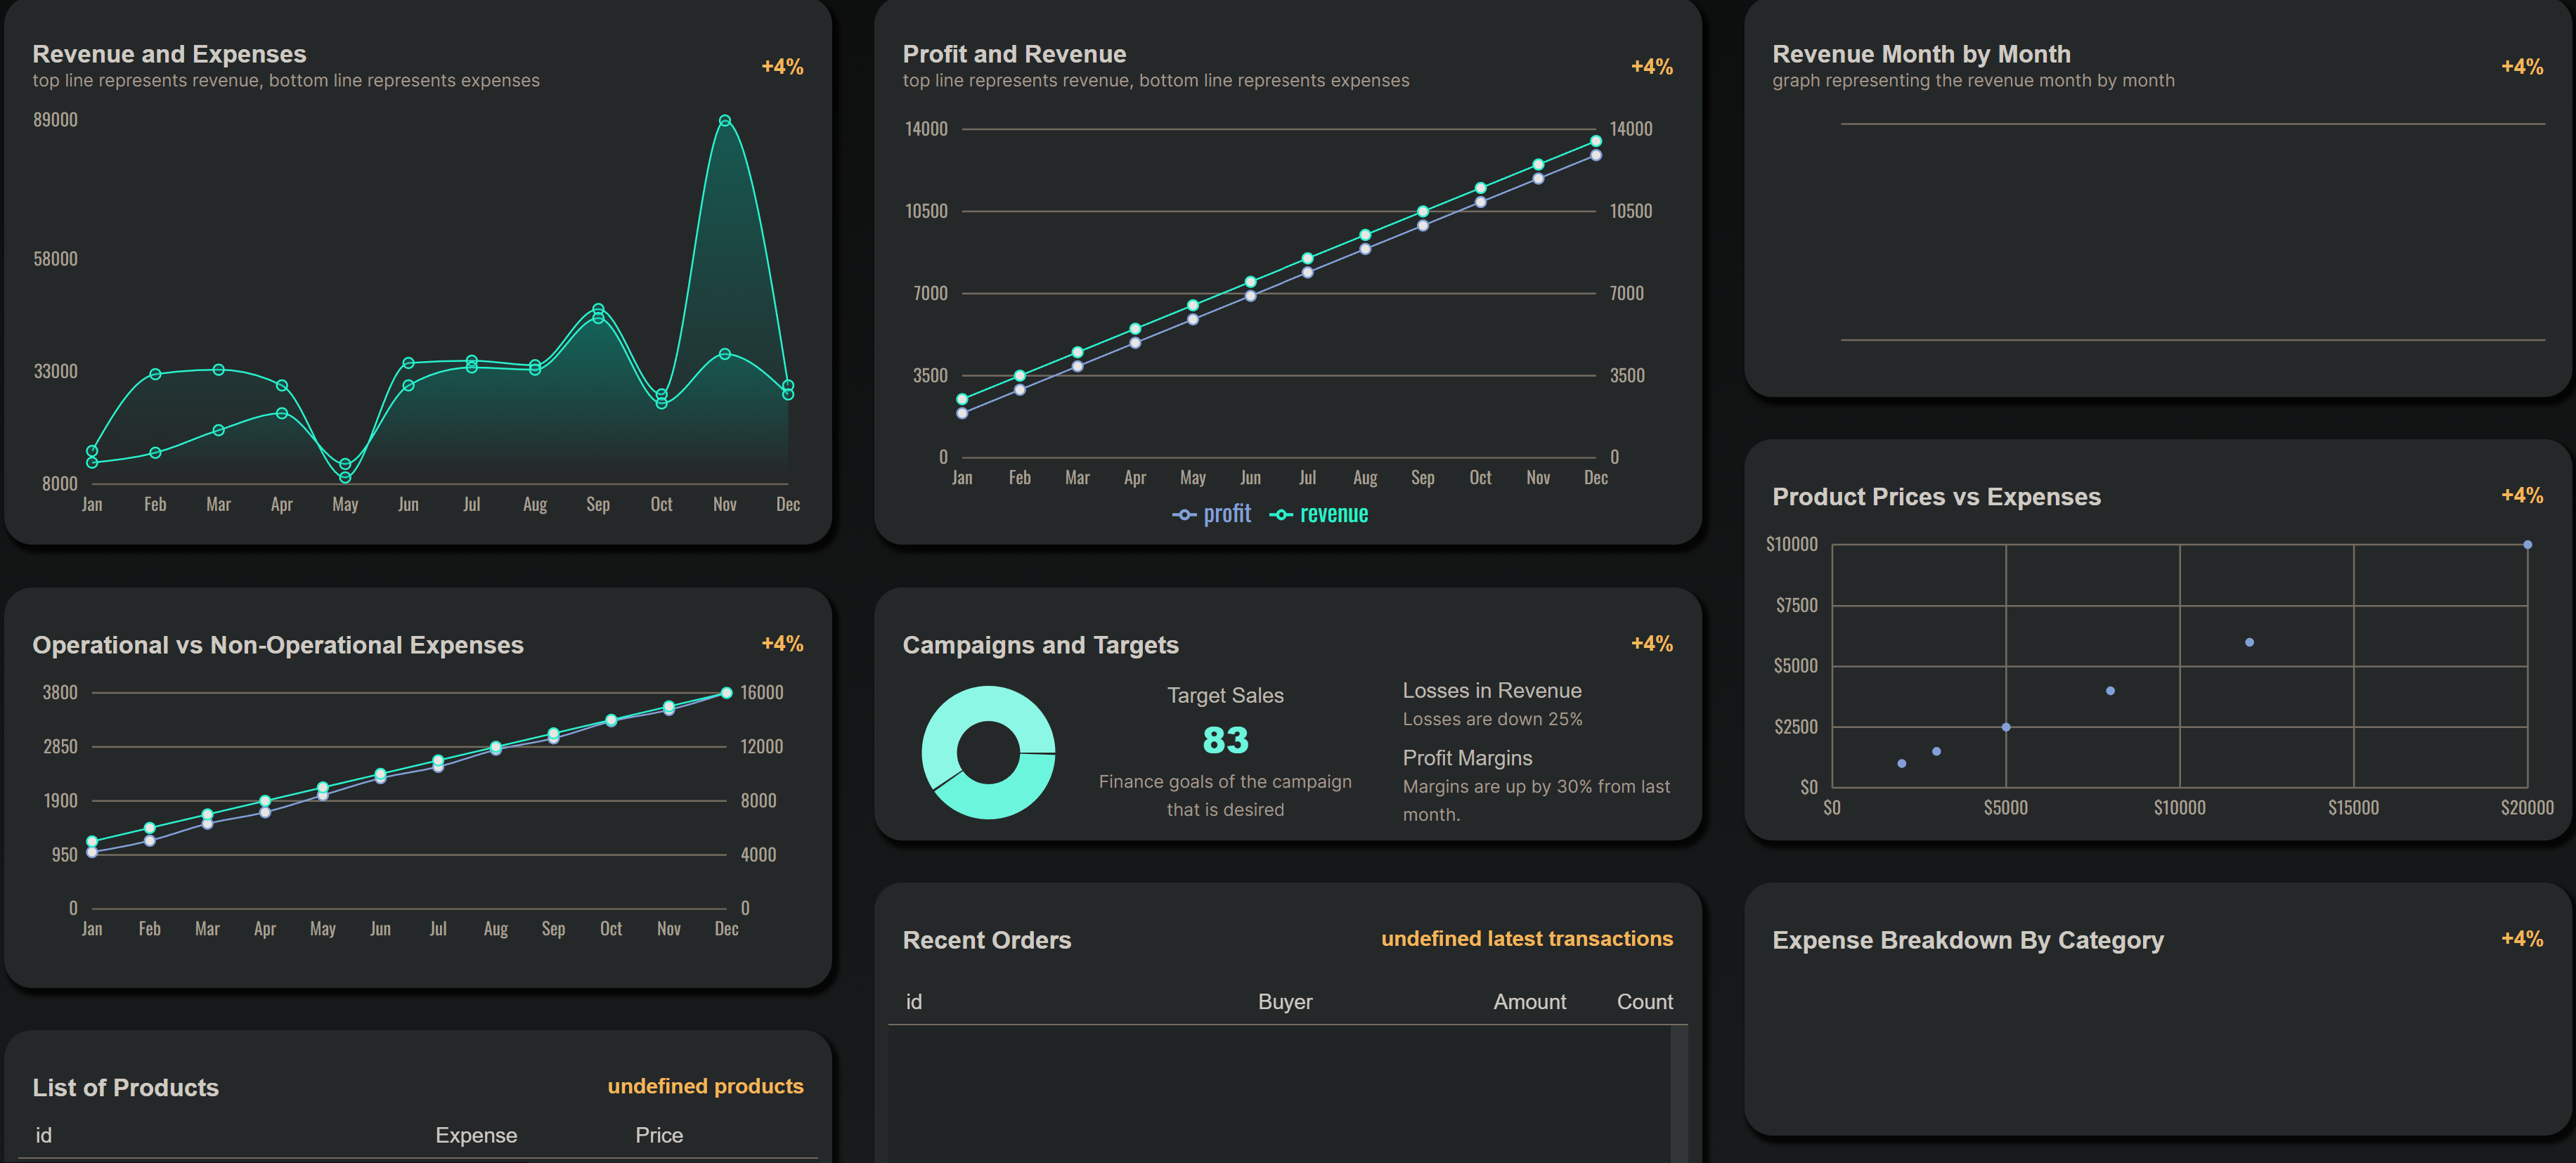 Revenue and Expenses
top line represents revenue, bottom line represents expenses
+4%
89000
58000
33000
8000
Jan Feb Mar Apr May Jun Jul Aug Sep Oct Nov Dec
Operational vs Non-Operational Expenses
+4%
3800 16000
2850 12000
1900 8000
950 4000
0 0
Jan Feb Mar Apr May Jun Jul Aug Sep Oct Nov Dec
List of Products
undefined products
id Expense Price
Profit and Revenue
top line represents revenue, bottom line represents expenses
+4%
14000 14000
10500 10500
7000 7000
3500 3500
0 0
Jan Feb Mar Apr May Jun Jul Aug Sep Oct Nov Dec
profit revenue
Campaigns and Targets
+4%
Target Sales
83
Finance goals of the campaign
that is desired
Losses in Revenue
Losses are down 25%
Profit Margins
Margins are up by 30% from last
month.
Recent Orders
undefined latest transactions
id Buyer Amount Count
Revenue Month by Month
graph representing the revenue month by month
+4%
Product Prices vs Expenses
+4%
$10000
$7500
$5000
$2500
$0
$0 $5000 $10000 $15000 $20000
Expense Breakdown By Category
+4%